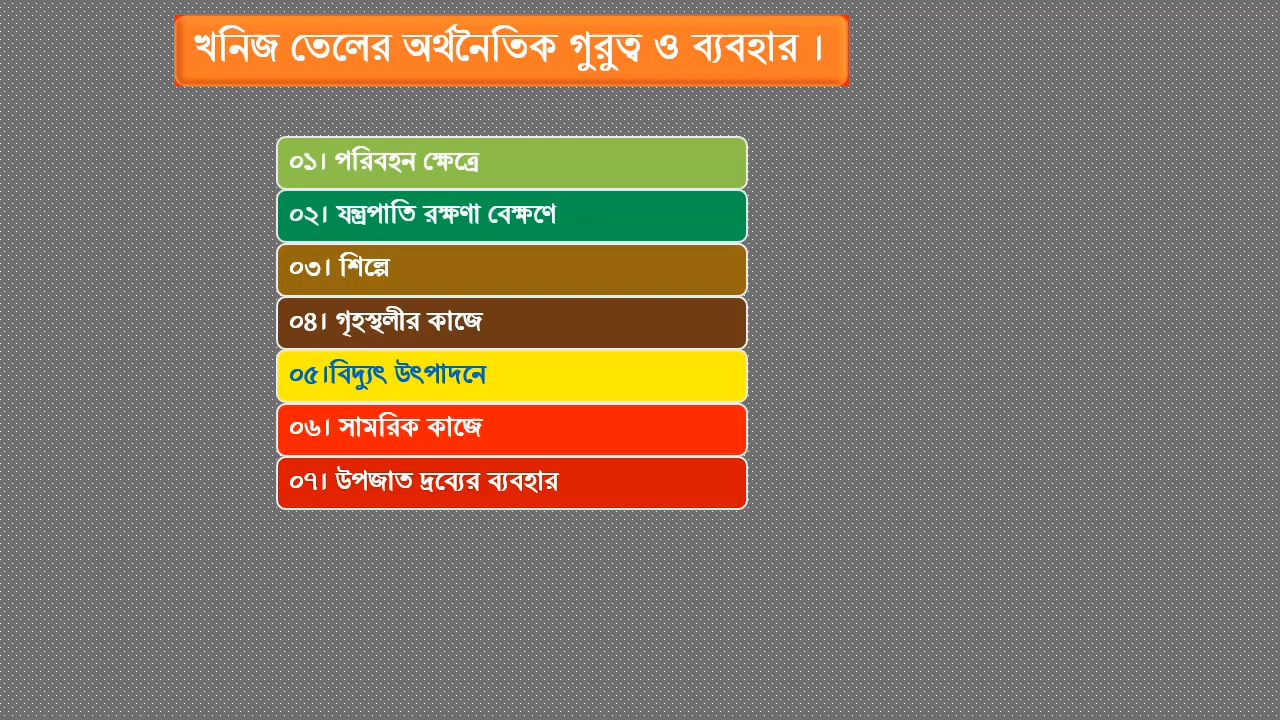 খনিজ তেলের অর্থনৈতিক গুরুত্ব ও ব্যবহার ।
০১। পরিবহন ক্ষেত্রে
০২। যন্ত্রপাতি রক্ষণা বেক্ষণে
০৩। শিল্পে
০৪। গৃহস্থলীর কাজে
০৫।বিদ্যুৎ উৎপাদনে
০৬। সামরিক কাজে
০৭। উপজাত দ্রব্যের ব্যবহার